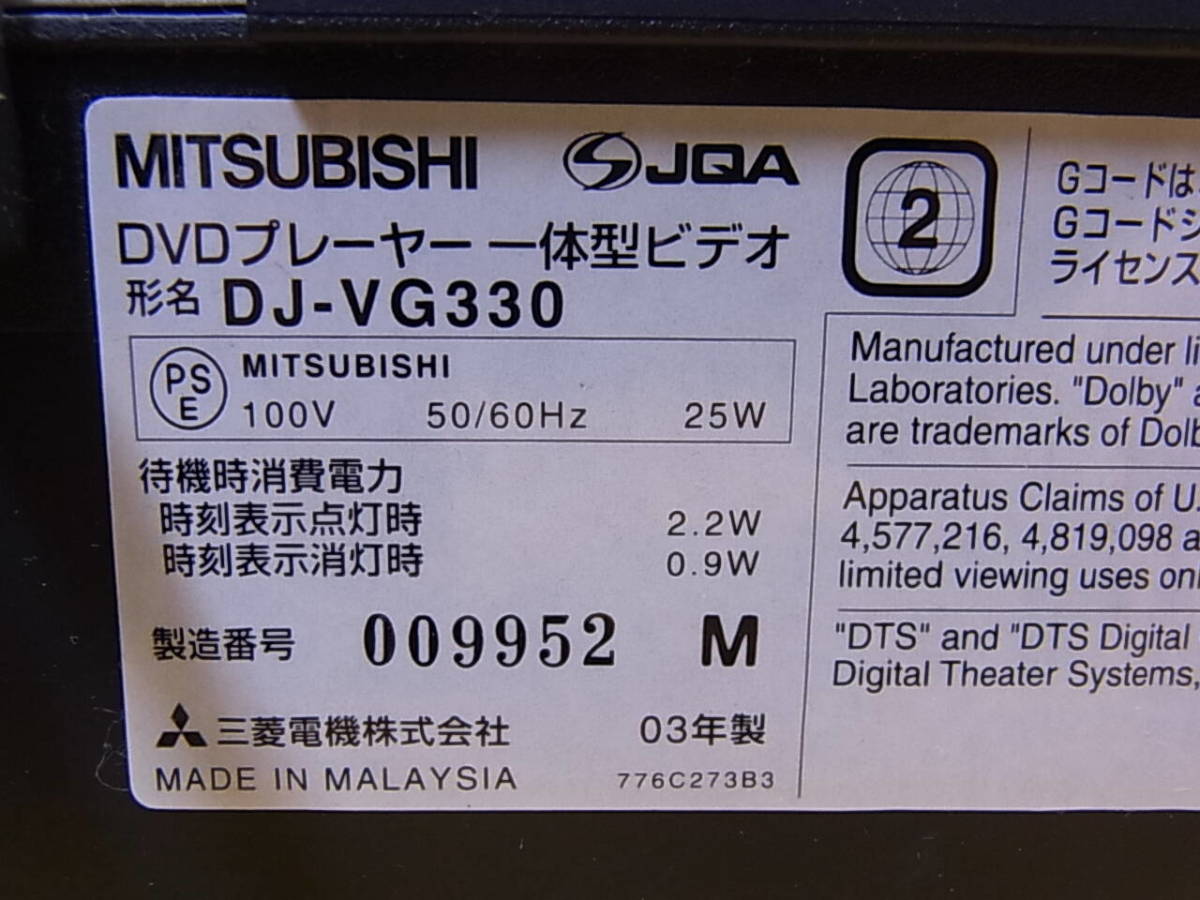 MITSUBISHI
JQA
DVDプレーヤー一体型ビデオ
形名 DJ-VG330
PS
E
MITSUBISHI
100V 50/60Hz 25W
待機時消費電力
時刻表示点灯時 2.2W
時刻表示消灯時 0.9W
製造番号 009952 M
三菱電機株式会社 03年製
MADE IN MALAYSIA 776C273B3
2
Gコードは
Gコードシ
ライセンス
Manufactured under li
Laboratories. "Dolby" a
are trademarks of Dolb
Apparatus Claims of U.
4,577,216, 4,819,098 a
limited viewing uses onl
"DTS" and "DTS Digital
Digital Theater Systems,